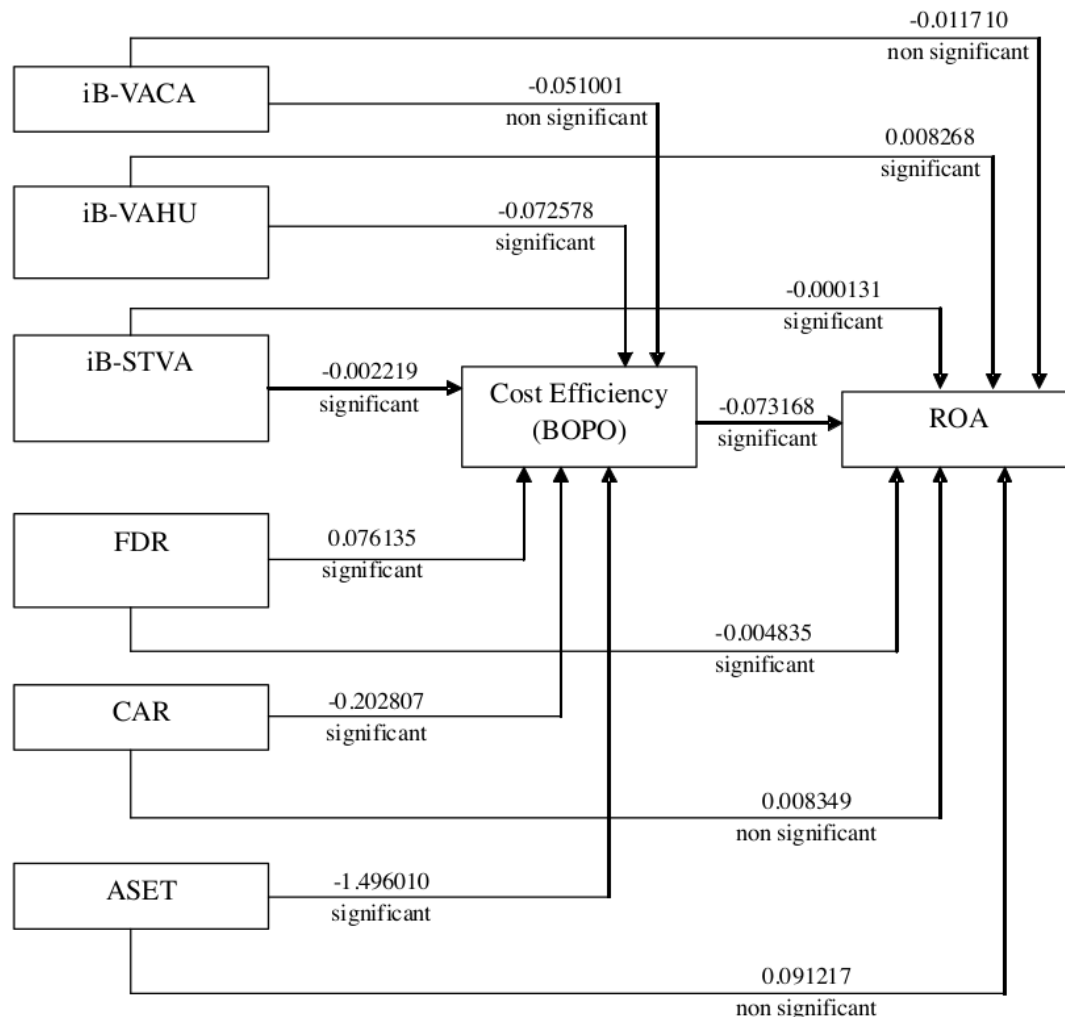 -0.011710
non significant
iB-VACA
-0.051001
non significant
0.008268
significant
iB-VAHU
-0.072578
significant
-0.000131
significant
iB-STVA
-0.002219
significant
Cost Efficiency
(BOPO)
-0.073168
significant
ROA
FDR
0.076135
significant
-0.004835
significant
CAR
-0.202807
significant
0.008349
non significant
ASET
-1.496010
significant
0.091217
non significant